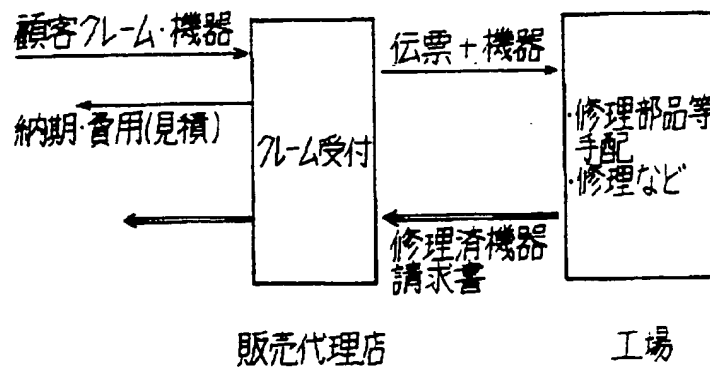 顧客クレーム・機器
納期・費用(見積)
クレーム受付
伝票+機器
修理済機器
請求書
・修理部品等
手配
・修理など
販売代理店
工場